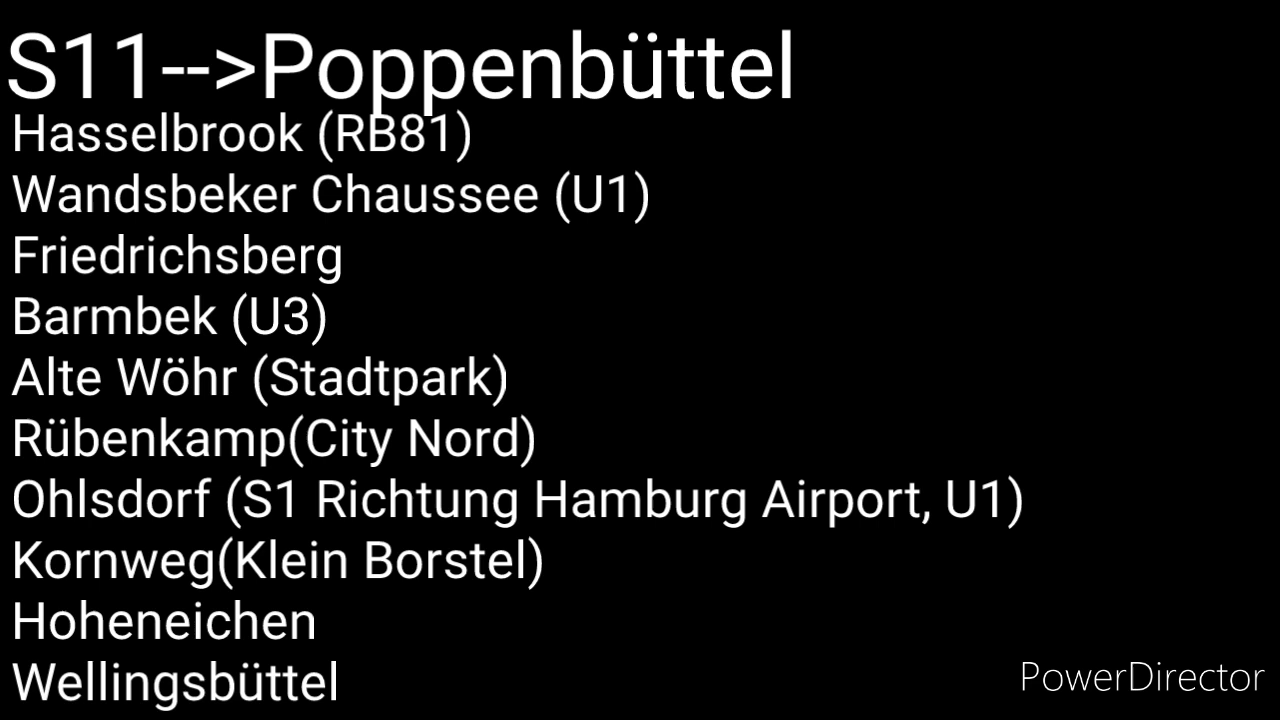 S11-->Poppenbüttel
Hasselbrook (RB81)
Wandsbeker Chaussee (U1)
Friedrichsberg
Barmbek (U3)
Alte Wöhr (Stadtpark)
Rübenkamp(City Nord)
Ohlsdorf (S1 Richtung Hamburg Airport, U1)
Kornweg(Klein Borstel)
Hoheneichen
Wellingsbüttel
PowerDirector